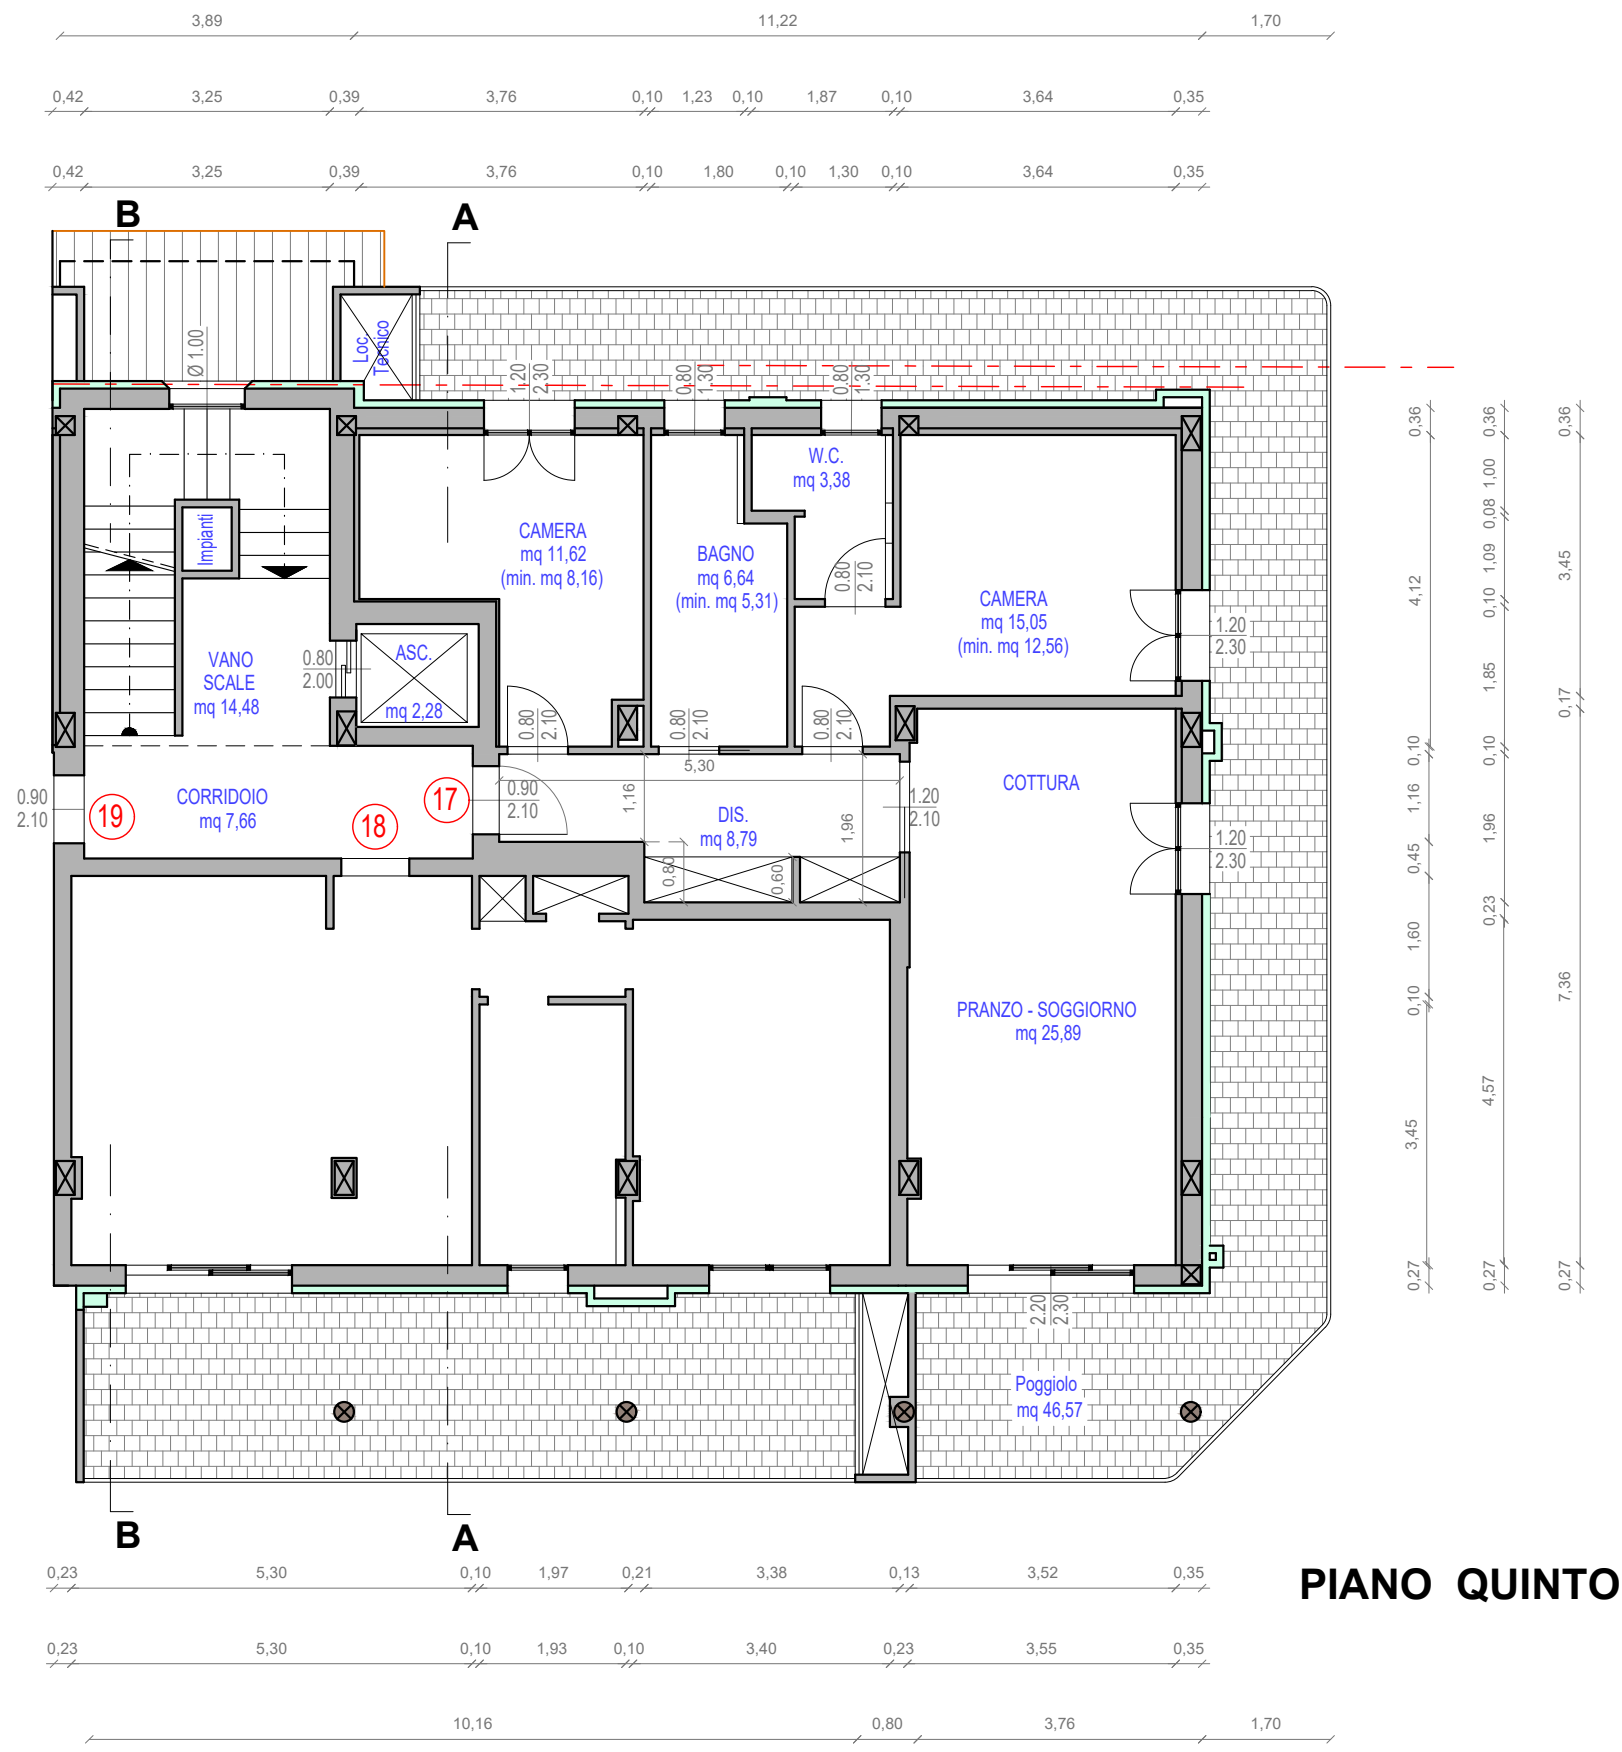 3,89 11,22 1,70
0,42 3,25 0,39 3,76 0,10 1,23 0,10 1,87 0,10 3,64 0,35
0,42 3,25 0,39 3,76 0,10 1,80 0,10 1,30 0,10 3,64 0,35
B A
Loc.
Tecnico
Ø 1.00
1.20
2.30
0.80
1.30
0.80
1.30
W.C.
mq 3,38
Impianti
CAMERA
mq 11,62
(min. mq 8,16)
BAGNO
mq 6,64
(min. mq 5,31)
0.80
2.10
CAMERA
mq 15,05
(min. mq 12,56)
1.20
2.30
VANO
SCALE
mq 14,48
0.80
2.00
ASC.
mq 2,28
0.80
2.10
0.80
2.10
0.80
2.10
5,30
0.90
2.10
19
CORRIDOIO
mq 7,66
18
17
0.90
2.10
1,16
DIS.
mq 8,79
1,96
1.20
2.10
COTTURA
1.20
2.30
0,80
0,60
PRANZO - SOGGIORNO
mq 25,89
2.20
2.30
Poggiolo
mq 46,57
0,36
4,12
0,10
1,16
0,45
1,60
0,10
3,45
0,27
0,36
1,00
0,08
1,09
0,10
1,85
0,10
1,96
0,23
4,57
0,27
0,36
3,45
0,17
7,36
0,27
B A
0,23 5,30 0,10 1,97 0,21 3,38 0,13 3,52 0,35
PIANO QUINTO
0,23 5,30 0,10 1,93 0,10 3,40 0,23 3,55 0,35
10,16 0,80 3,76 1,70